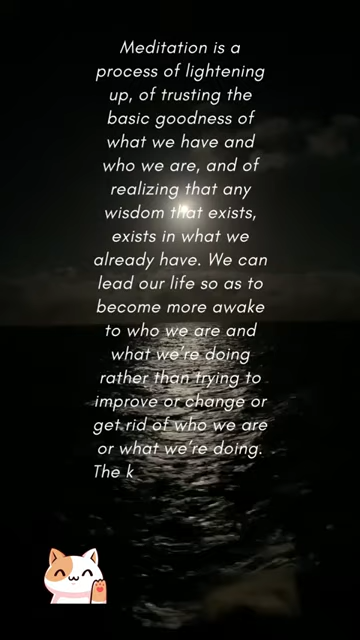 Meditation is a
process of lightening
up, of trusting the
basic goodness of
what we have and
who we are, and of
realizing that any
wisdom that exists,
exists in what we
already have. We can
lead our life so as to
become more awake
to who we are and
what we're doing
rather than trying to
improve or change or
get rid of who we are
or what we're doing.
The k